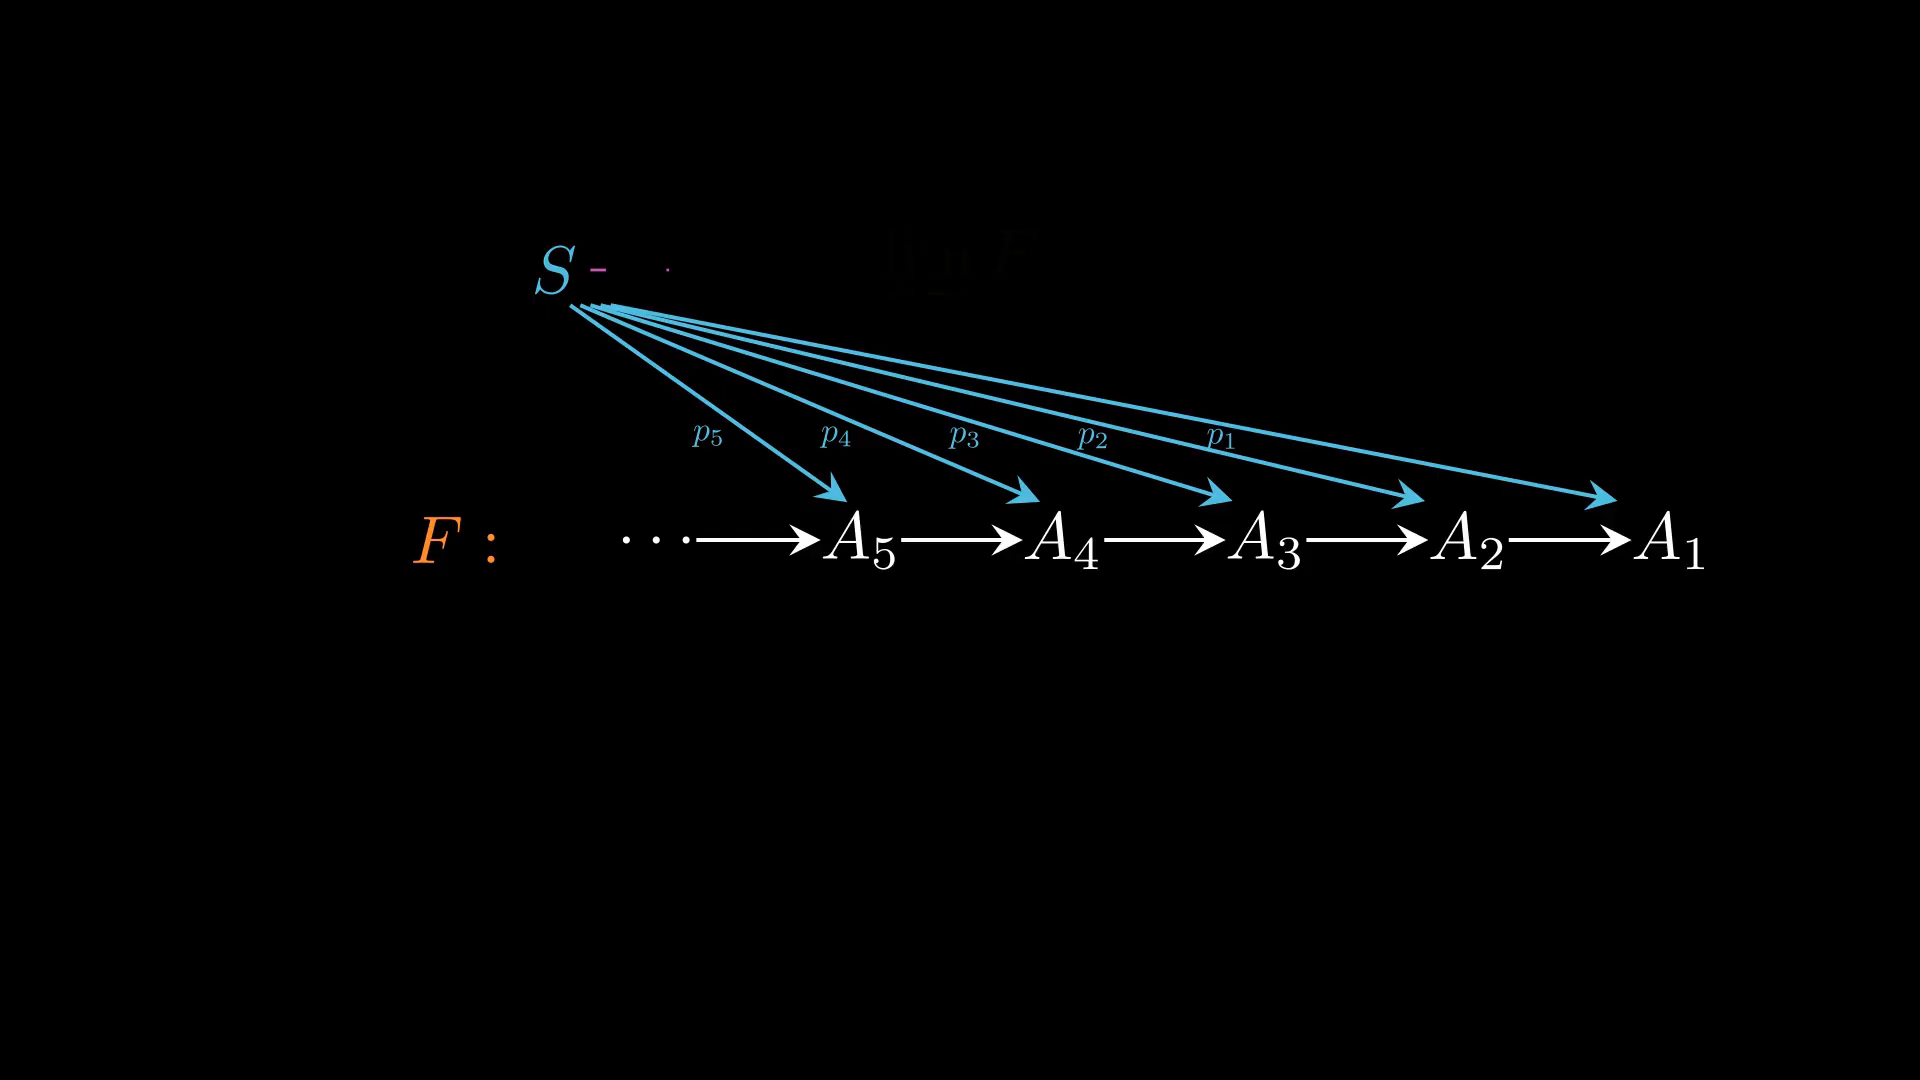 S
p₅ p₄ p₃ p₂ p₁
F : ··· → A₅ → A₄ → A₃ → A₂ → A₁